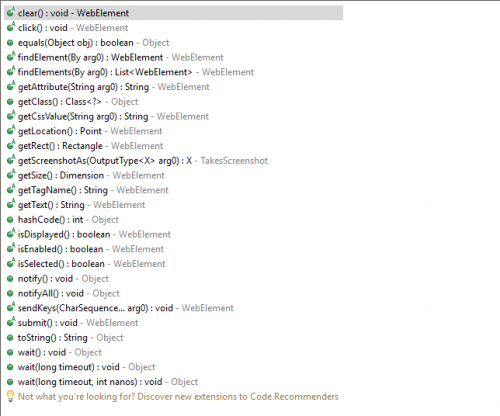 clear() : void - WebElement
click() : void - WebElement
equals(Object obj) : boolean - Object
findElement(By arg0) : WebElement - WebElement
findElements(By arg0) : List<WebElement> - WebElement
getAttribute(String arg0) : String - WebElement
getClass() : Class<?> - Object
getCssValue(String arg0) : String - WebElement
getLocation() : Point - WebElement
getRect() : Rectangle - WebElement
getScreenshotAs(OutputType<X> arg0) : X - TakesScreenshot
getSize() : Dimension - WebElement
getTagName() : String - WebElement
getText() : String - WebElement
hashCode() : int - Object
isDisplayed() : boolean - WebElement
isEnabled() : boolean - WebElement
isSelected() : boolean - WebElement
notify() : void - Object
notifyAll() : void - Object
sendKeys(CharSequence... arg0) : void - WebElement
submit() : void - WebElement
toString() : String - Object
wait() : void - Object
wait(long timeout) : void - Object
wait(long timeout, int nanos) : void - Object
Not what you're looking for? Discover new extensions to Code Recommenders